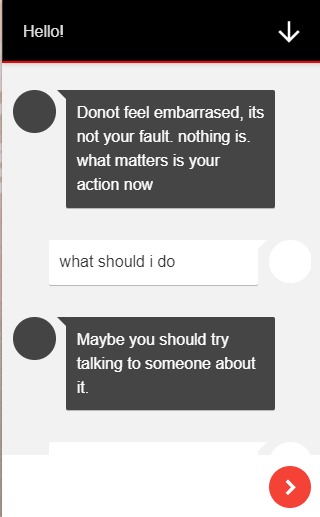 Hello!
Donot feel embarrased, its
not your fault. nothing is.
what matters is your
action now
what should i do
Maybe you should try
talking to someone about
it.